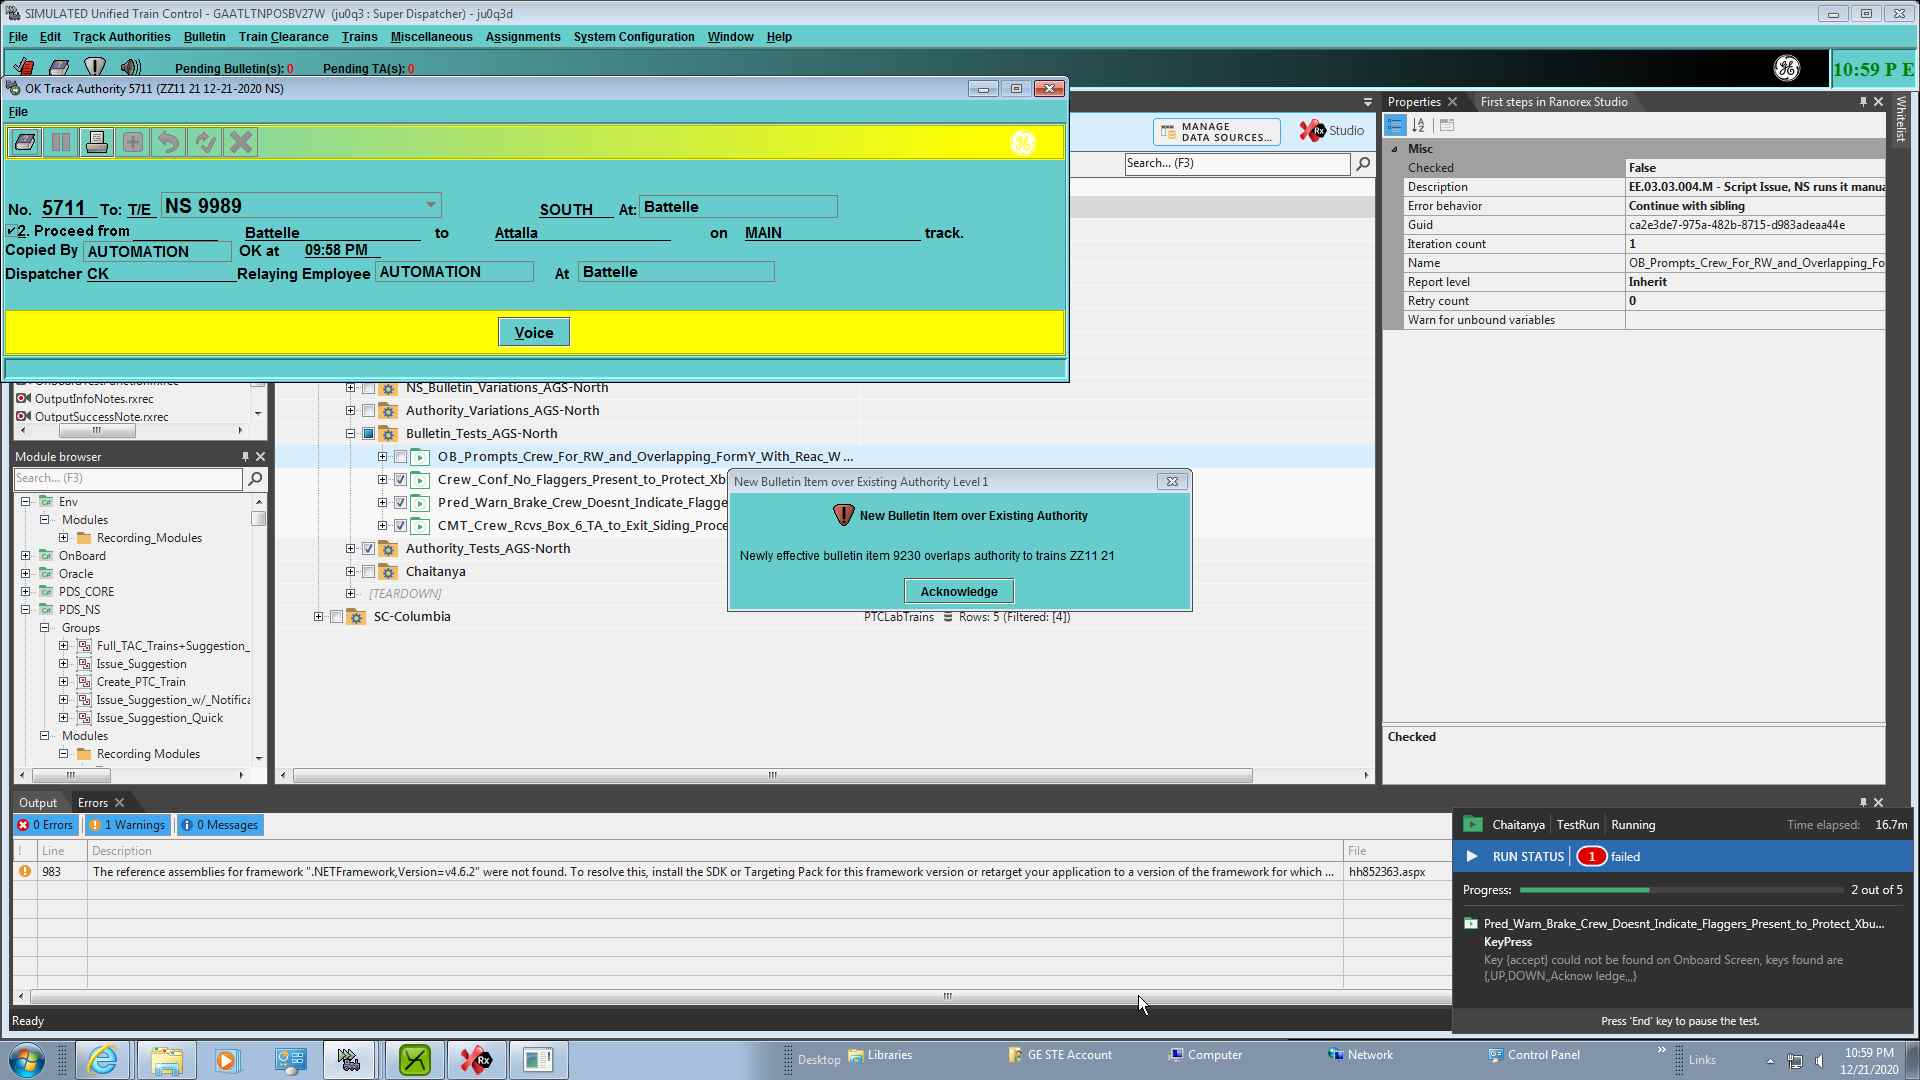 SIMULATED Unified Train Control - GAATLTNPOSBV27W  (ju0q3 : Super Dispatcher) - ju0q3d
File Edit Track Authorities Bulletin Train Clearance Trains Miscellaneous Assignments System Configuration Window Help
Pending Bulletin(s): 0 Pending TA(s): 0
10:59 P E
OK Track Authority 5711 (ZZ11 21 12-21-2020 NS)
File
No. 5711 To: T/E NS 9989 SOUTH At: Battelle
2. Proceed from Battelle to Attalla on MAIN track.
Copied By AUTOMATION OK at 09:58 PM
Dispatcher CK Relaying Employee AUTOMATION At Battelle
Voice
MANAGE DATA SOURCES...
Rx Studio
Search... (F3)
Properties First steps in Ranorex Studio
Whitelist
Misc
Checked False
Description EE.03.03.004.M - Script Issue, NS runs it manua
Error behavior Continue with sibling
Guid ca2e3de7-975a-482b-8715-d983adeaa44e
Iteration count 1
Name OB_Prompts_Crew_For_RW_and_Overlapping_Fo
Report level Inherit
Retry count 0
Warn for unbound variables
Checked
OutputInfoNotes.rxrec
OutputSuccessNote.rxrec
Module browser
Search... (F3)
Env
Modules
Recording_Modules
OnBoard
Oracle
PDS_CORE
PDS_NS
Groups
Full_TAC_Trains+Suggestion_
Issue_Suggestion
Create_PTC_Train
Issue_Suggestion_w/_Notifica
Issue_Suggestion_Quick
Modules
Recording Modules
NS_Bulletin_Variations_AGS-North
Authority_Variations_AGS-North
Bulletin_Tests_AGS-North
OB_Prompts_Crew_For_RW_and_Overlapping_FormY_With_Reac_W ...
Crew_Conf_No_Flaggers_Present_to_Protect_Xb
Pred_Warn_Brake_Crew_Doesnt_Indicate_Flagge
CMT_Crew_Rcvs_Box_6_TA_to_Exit_Siding_Proce
Authority_Tests_AGS-North
Chaitanya
[TEARDOWN]
SC-Columbia PTCLabTrains Rows: 5 (Filtered: [4])
New Bulletin Item over Existing Authority Level 1
New Bulletin Item over Existing Authority
Newly effective bulletin item 9230 overlaps authority to trains ZZ11 21
Acknowledge
Output Errors
0 Errors 1 Warnings 0 Messages
! Line Description File
983 The reference assemblies for framework ".NETFramework,Version=v4.6.2" were not found. To resolve this, install the SDK or Targeting Pack for this framework version or retarget your application to a version of the framework for which ... hh852363.aspx
Chaitanya TestRun Running Time elapsed: 16.7m
RUN STATUS 1 failed
Progress: 2 out of 5
Pred_Warn_Brake_Crew_Doesnt_Indicate_Flaggers_Present_to_Protect_Xbu...
KeyPress
Key {accept} could not be found on Onboard Screen, keys found are
{,UP,DOWN,,Acknow ledge,,,}
Press 'End' key to pause the test.
Ready
Desktop Libraries GE STE Account Computer Network Control Panel » Links
10:59 PM
12/21/2020